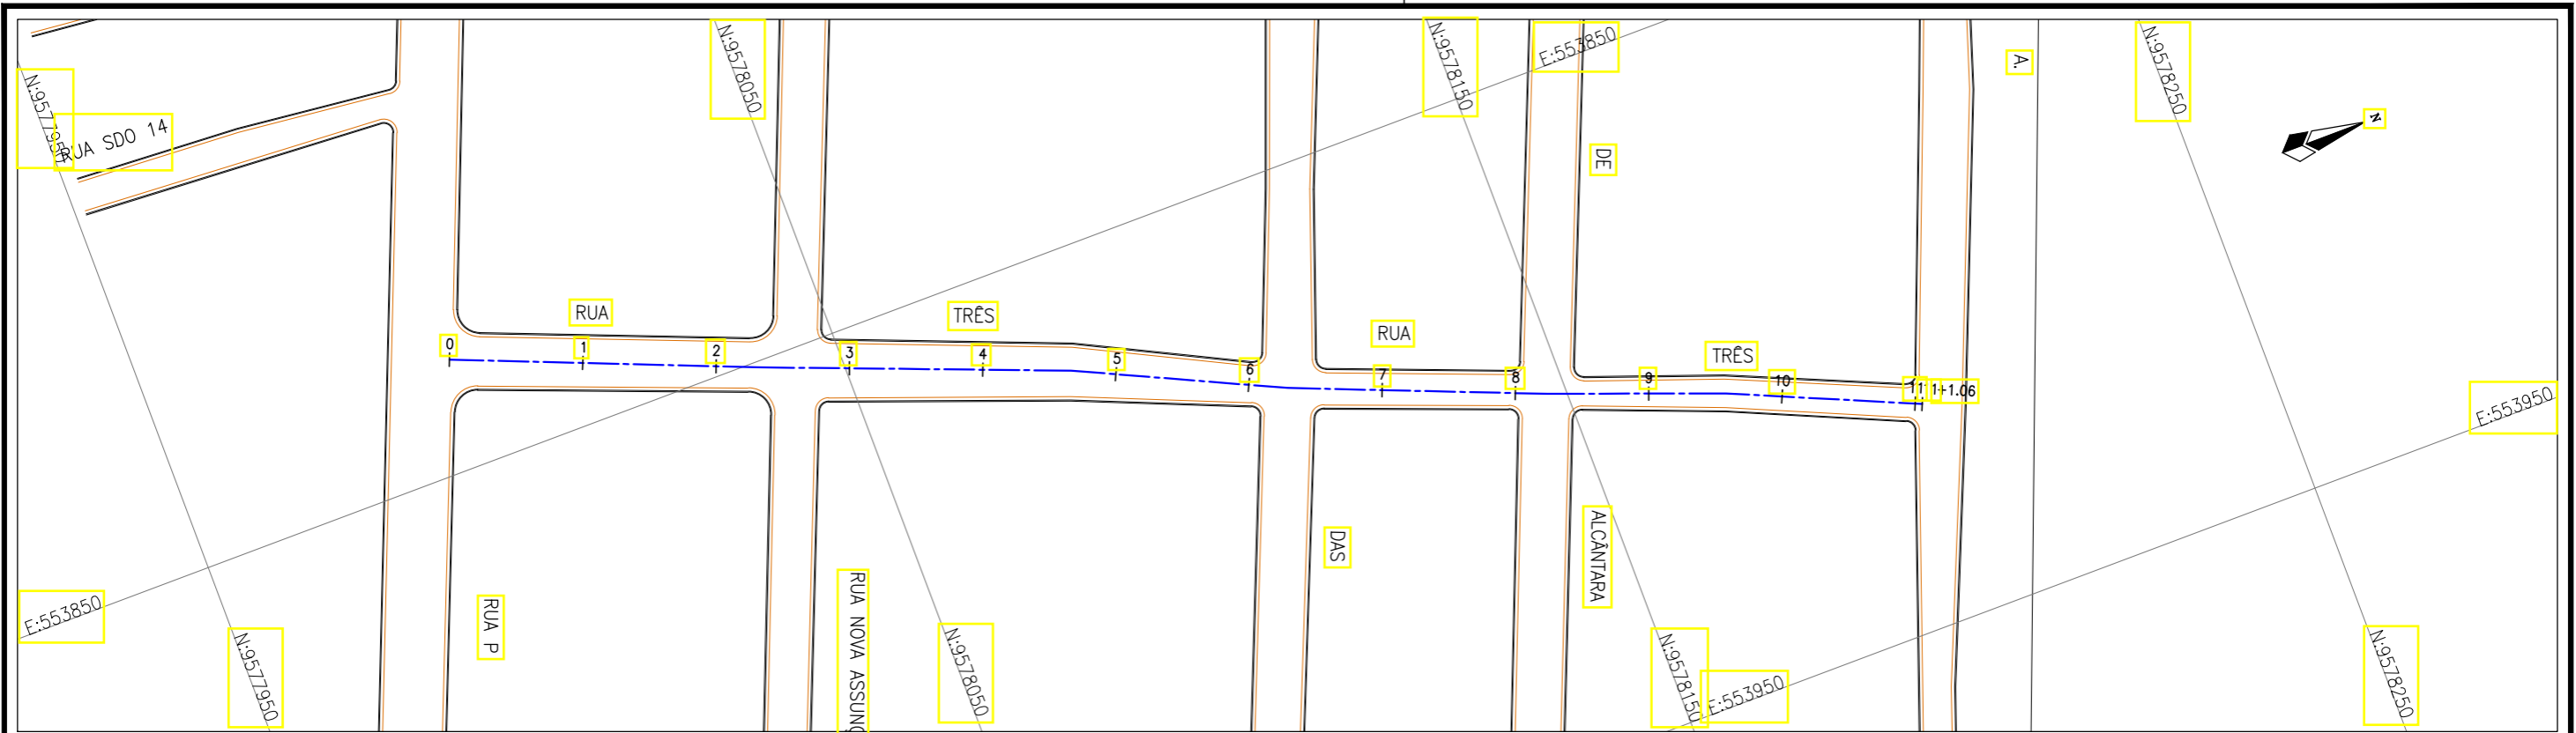 N:9577950
RUA SDO 14
N:9578050
N:9578150
E:553850
DE
A.
N:9578250
N
RUA
TRÊS
RUA
TRÊS
0
1
2
3
4
5
6
7
8
9
10
11
11+1.06
E:553950
E:553850
N:9577950
RUA P
RUA NOVA ASSUNÇ
N:9578050
DAS
ALCÂNTARA
N:9578150
E:553950
N:9578250